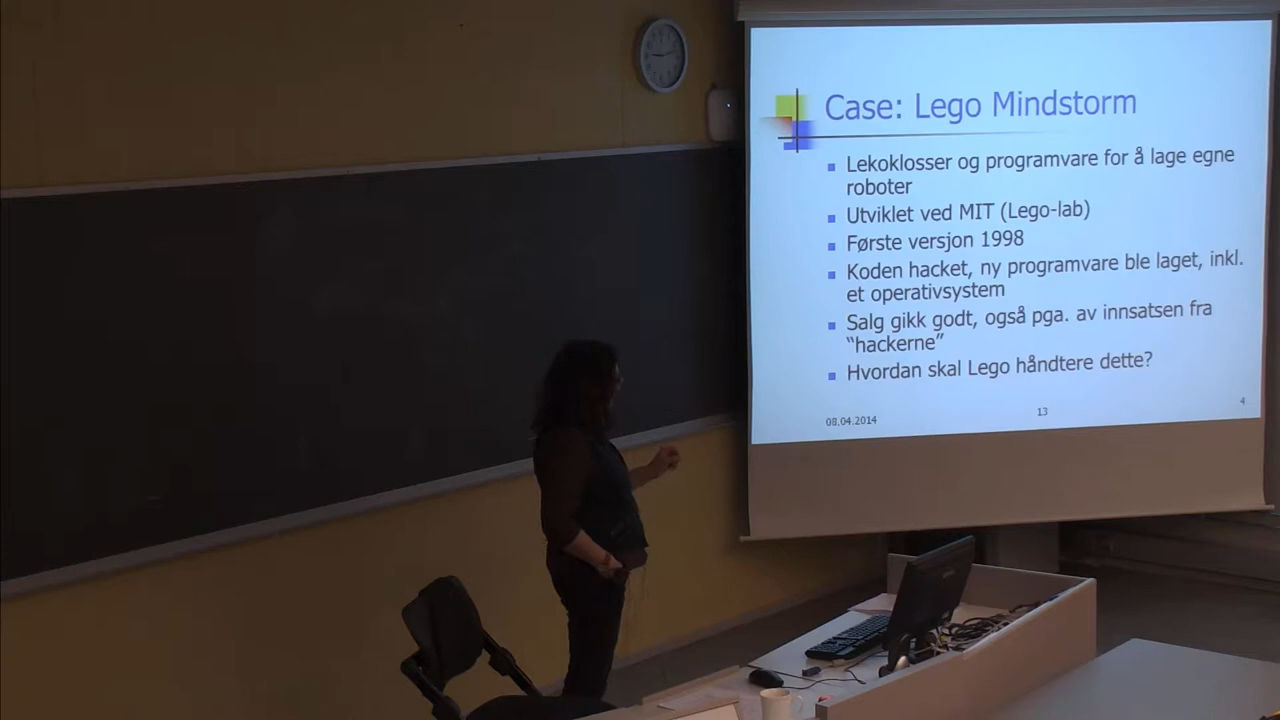 Case: Lego Mindstorm
Lekoklosser og programvare for å lage egne
roboter
Utviklet ved MIT (Lego-lab)
Første versjon 1998
Koden hacket, ny programvare ble laget, inkl.
et operativsystem
Salg gikk godt, også pga. av innsatsen fra
“hackerne”
Hvordan skal Lego håndtere dette?
08.04.2014
13
4